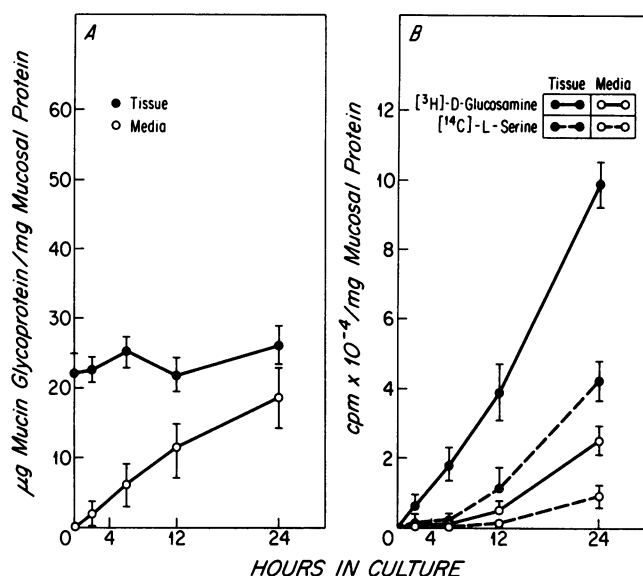 A
B
Tissue
Media
Tissue Media
[³H]-D-Glucosamine
[¹⁴C]-L-Serine
μg Mucin Glycoprotein/mg Mucosal Protein
60
50
40
30
20
10
0
4
12
24
cpm x 10⁻⁴/mg Mucosal Protein
12
10
8
6
4
2
0
4
12
24
HOURS IN CULTURE